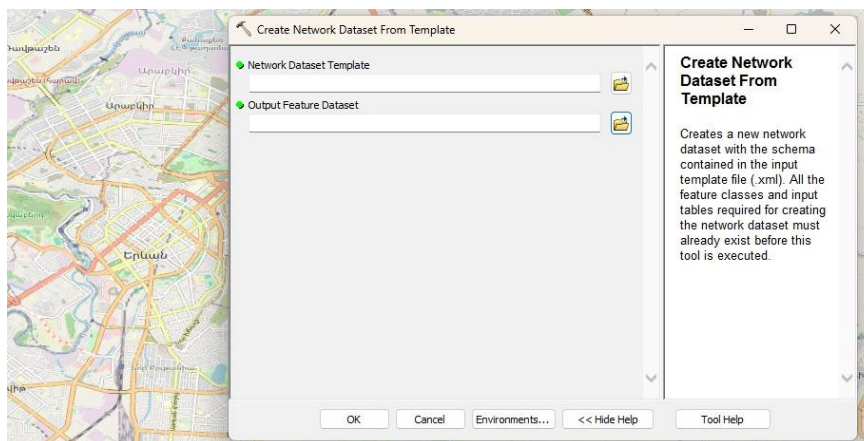 Create Network Dataset From Template
Network Dataset Template
Output Feature Dataset
Create Network
Dataset From
Template
Creates a new network
dataset with the schema
contained in the input
template file (.xml). All the
feature classes and input
tables required for creating
the network dataset must
already exist before this
tool is executed.
OK
Cancel
Environments...
<< Hide Help
Tool Help
Արաբկիր
Արաբկիր
Երևան